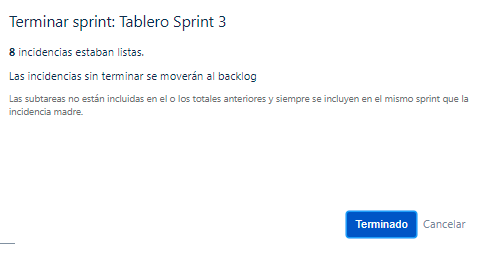 Terminar sprint: Tablero Sprint 3
8 incidencias estaban listas.
Las incidencias sin terminar se moverán al backlog
Las subtareas no están incluidas en el o los totales anteriores y siempre se incluyen en el mismo sprint que la
incidencia madre.
Terminado Cancelar